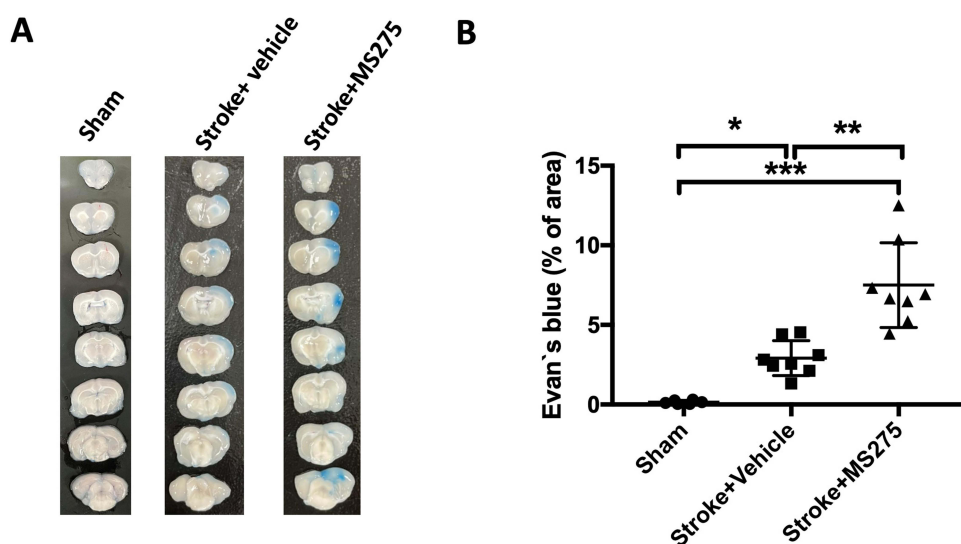 A
Sham
Stroke+ vehicle
Stroke+MS275
B
*
**
***
Evan`s blue (% of area)
15
10
5
0
Sham
Stroke+Vehicle
Stroke+MS275